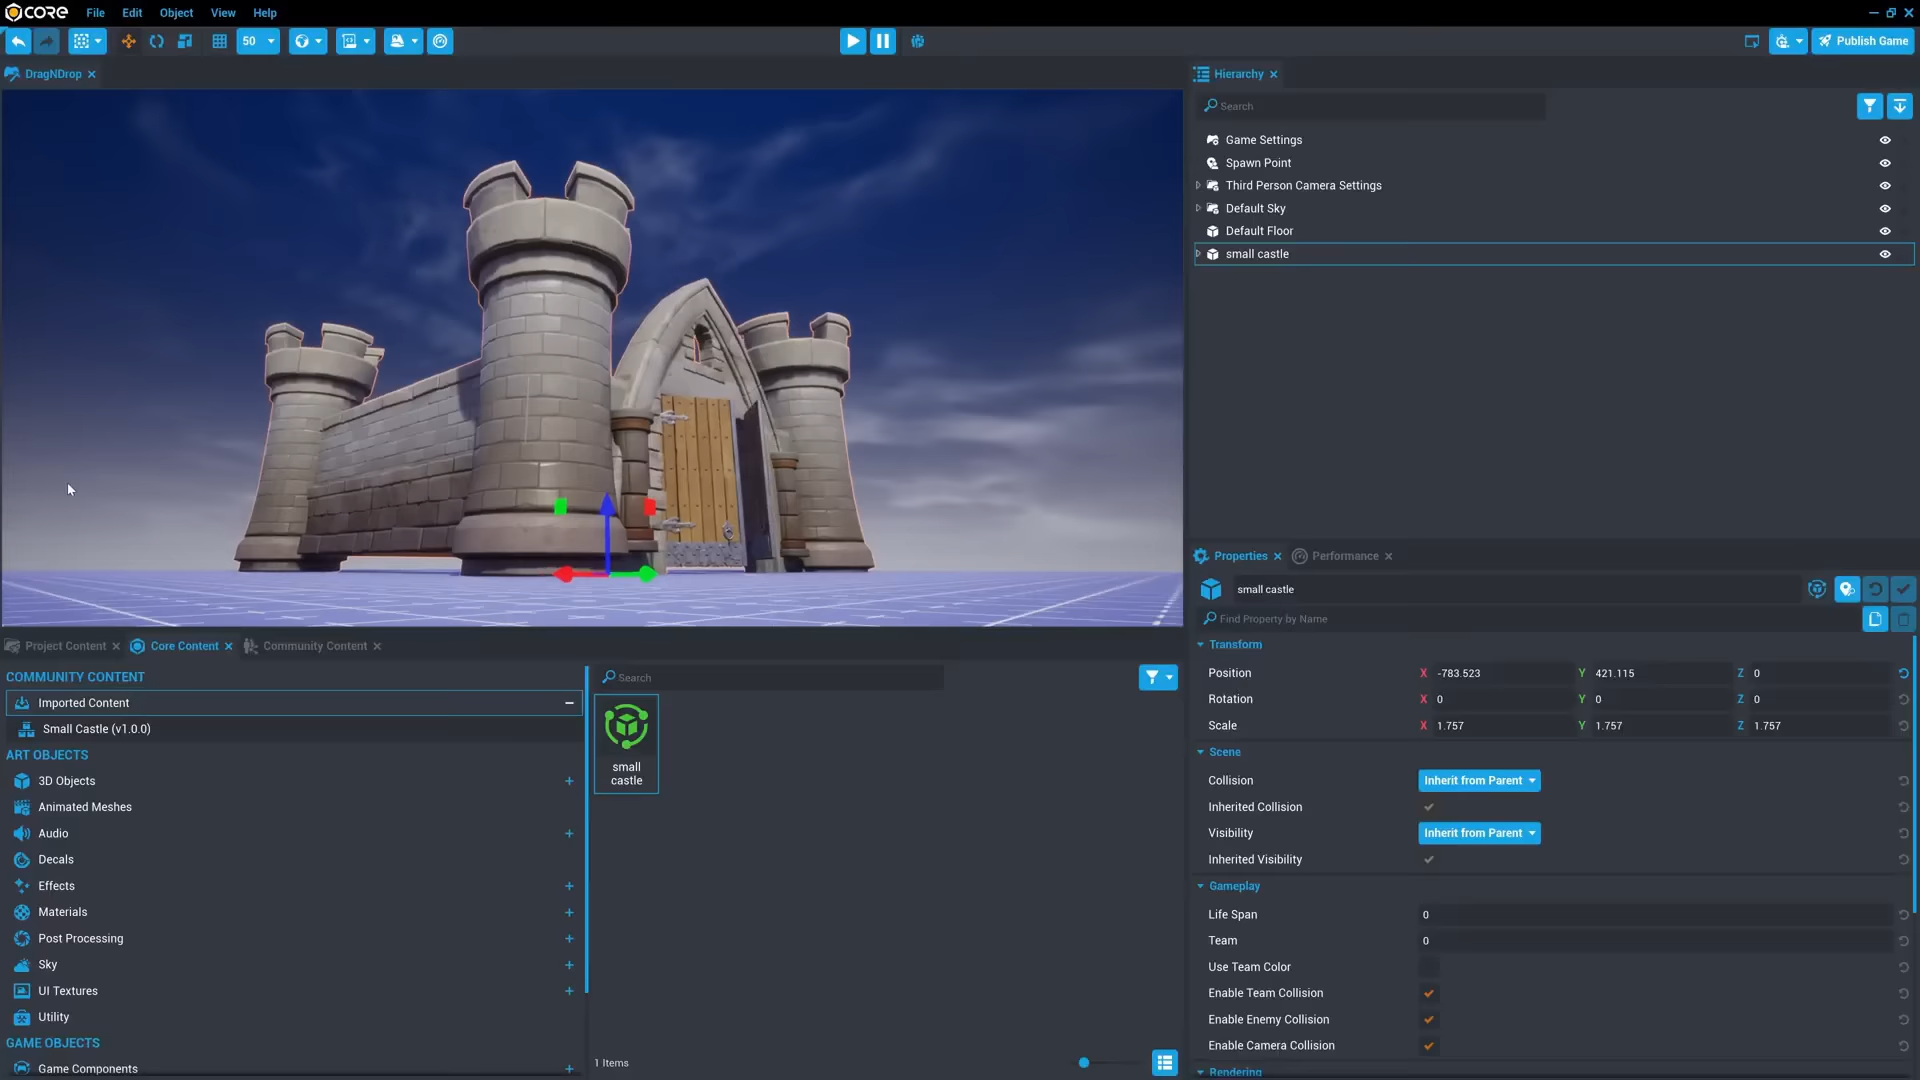 CORE
File
Edit
Object
View
Help
50
Publish Game
DragNDrop
Hierarchy
Search
Game Settings
Spawn Point
Third Person Camera Settings
Default Sky
Default Floor
small castle
Properties
Performance
small castle
Find Property by Name
Transform
Position X -783.523 Y 421.115 Z 0
Rotation X 0 Y 0 Z 0
Scale X 1.757 Y 1.757 Z 1.757
Scene
Collision Inherit from Parent
Inherited Collision
Visibility Inherit from Parent
Inherited Visibility
Gameplay
Life Span 0
Team 0
Use Team Color
Enable Team Collision
Enable Enemy Collision
Enable Camera Collision
Rendering
Project Content
Core Content
Community Content
COMMUNITY CONTENT
Imported Content
Small Castle (v1.0.0)
ART OBJECTS
3D Objects
Animated Meshes
Audio
Decals
Effects
Materials
Post Processing
Sky
UI Textures
Utility
GAME OBJECTS
Game Components
Search
small
castle
1 Items